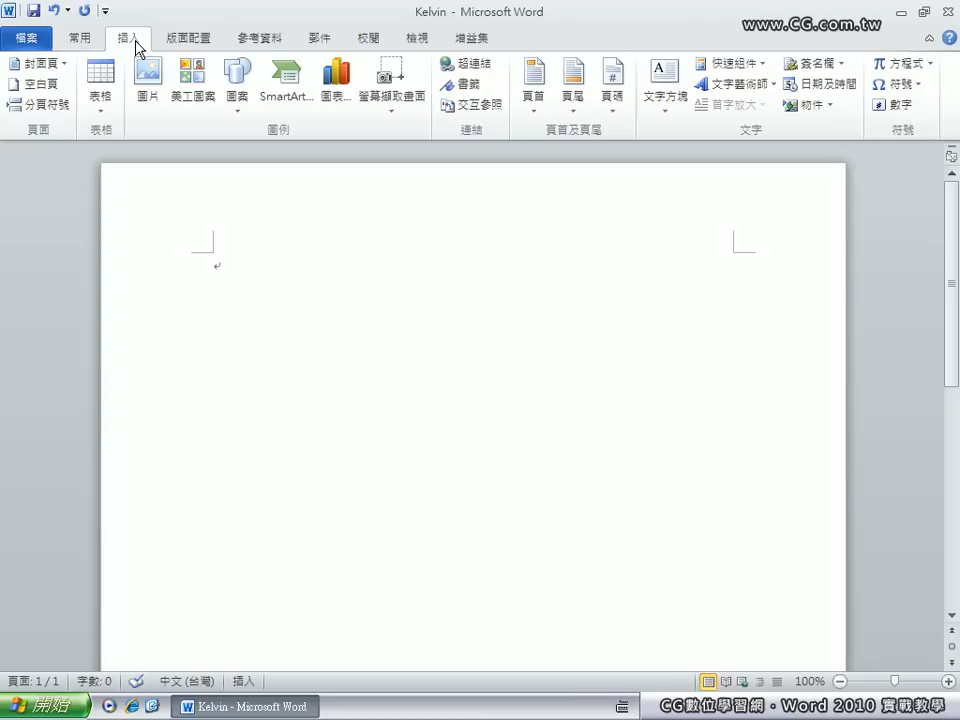 Kelvin - Microsoft Word
www.CG.com.tw
檔案 常用 插入 版面配置 參考資料 郵件 校閱 檢視 增益集
封面頁
空白頁
分頁符號
頁面
表格
表格
圖片 美工圖案 圖案 SmartArt... 圖表... 螢幕擷取畫面
圖例
超連結
書籤
交互參照
連結
頁首 頁尾 頁碼
頁首及頁尾
文字方塊
快速組件
文字藝術師
首字放大
簽名欄
日期及時間
物件
文字
方程式
符號
數字
符號
頁面: 1 / 1 字數: 0 中文 (台灣) 插入 100%
開始 Kelvin - Microsoft Word CG數位學習網・Word 2010 實戰教學